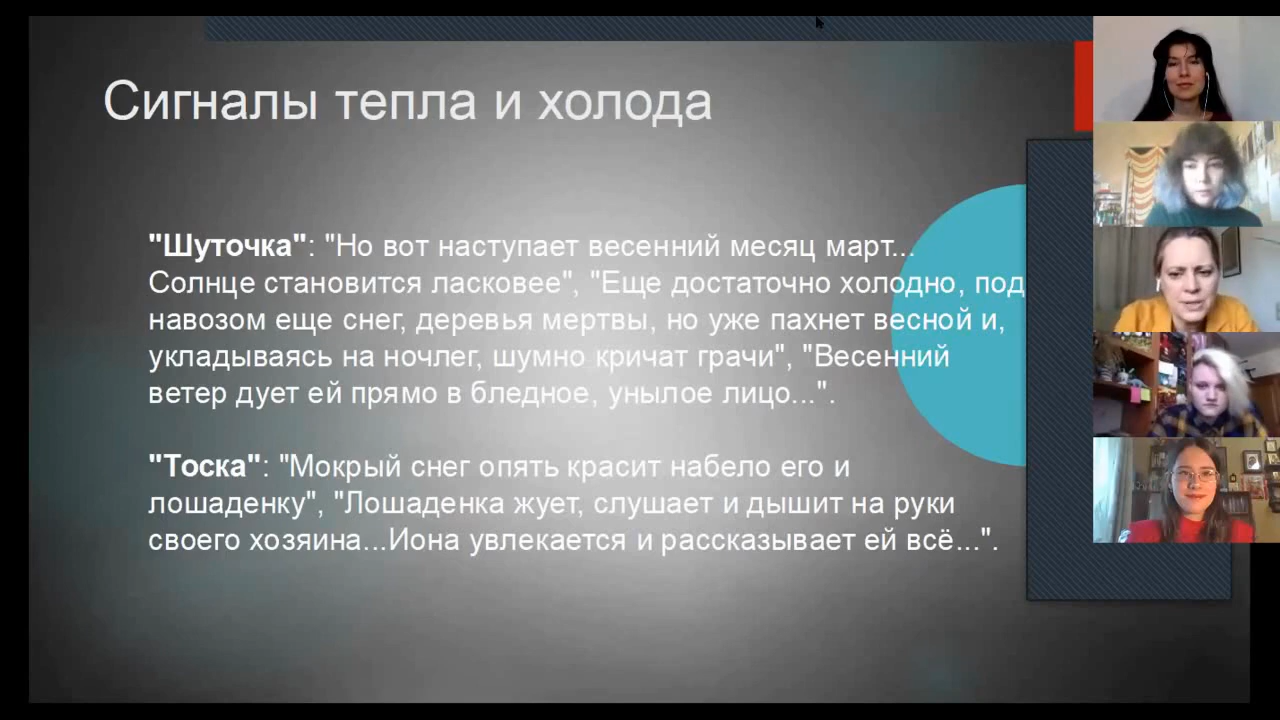 Сигналы тепла и холода
"Шуточка": "Но вот наступает весенний месяц март...
Солнце становится ласковее", "Еще достаточно холодно, под
навозом еще снег, деревья мертвы, но уже пахнет весной и,
укладываясь на ночлег, шумно кричат грачи", "Весенний
ветер дует ей прямо в бледное, унылое лицо...".
"Тоска": "Мокрый снег опять красит набело его и
лошаденку", "Лошаденка жует, слушает и дышит на руки
своего хозяина...Иона увлекается и рассказывает ей всё...".